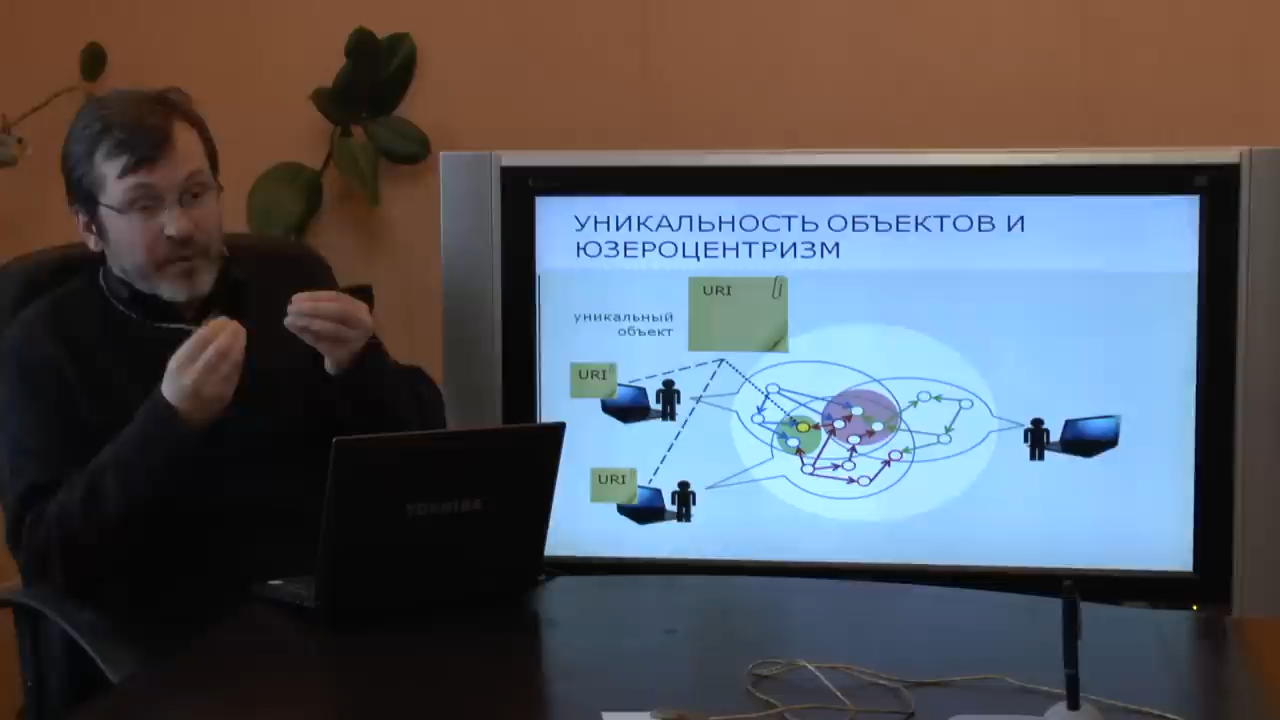 УНИКАЛЬНОСТЬ ОБЪЕКТОВ И
ЮЗЕРОЦЕНТРИЗМ
URI
уникальный
объект
URI
URI
TOSHIBA